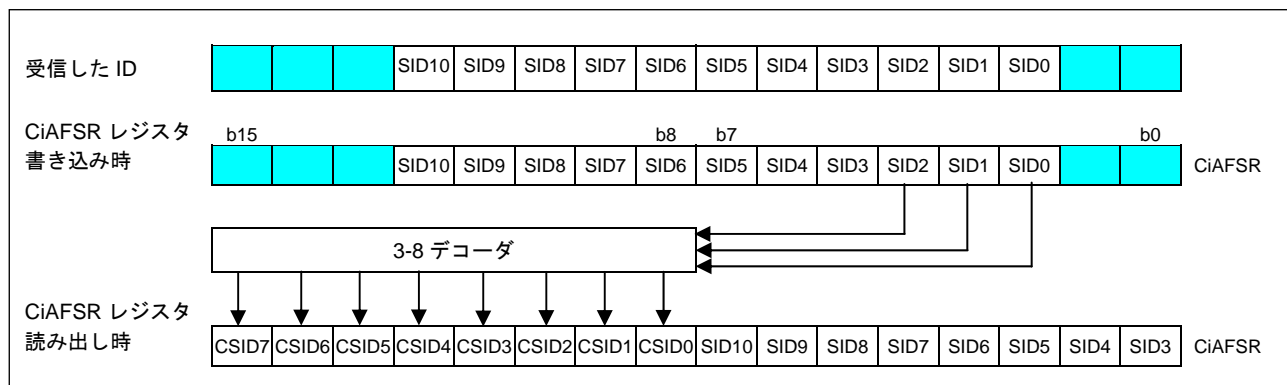 受信した ID
SID10 SID9 SID8 SID7 SID6 SID5 SID4 SID3 SID2 SID1 SID0
CiAFSR レジスタ
書き込み時
b15 b8 b7 b0
SID10 SID9 SID8 SID7 SID6 SID5 SID4 SID3 SID2 SID1 SID0 CiAFSR
3-8 デコーダ
CiAFSR レジスタ
読み出し時
CSID7 CSID6 CSID5 CSID4 CSID3 CSID2 CSID1 CSID0 SID10 SID9 SID8 SID7 SID6 SID5 SID4 SID3 CiAFSR